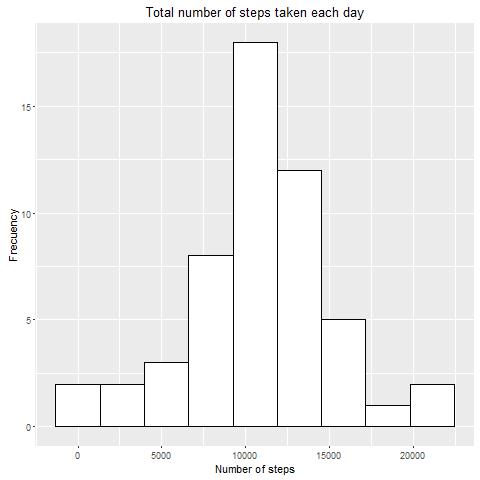 Total number of steps taken each day
Frecuency
15
10
5
0
0 5000 10000 15000 20000
Number of steps